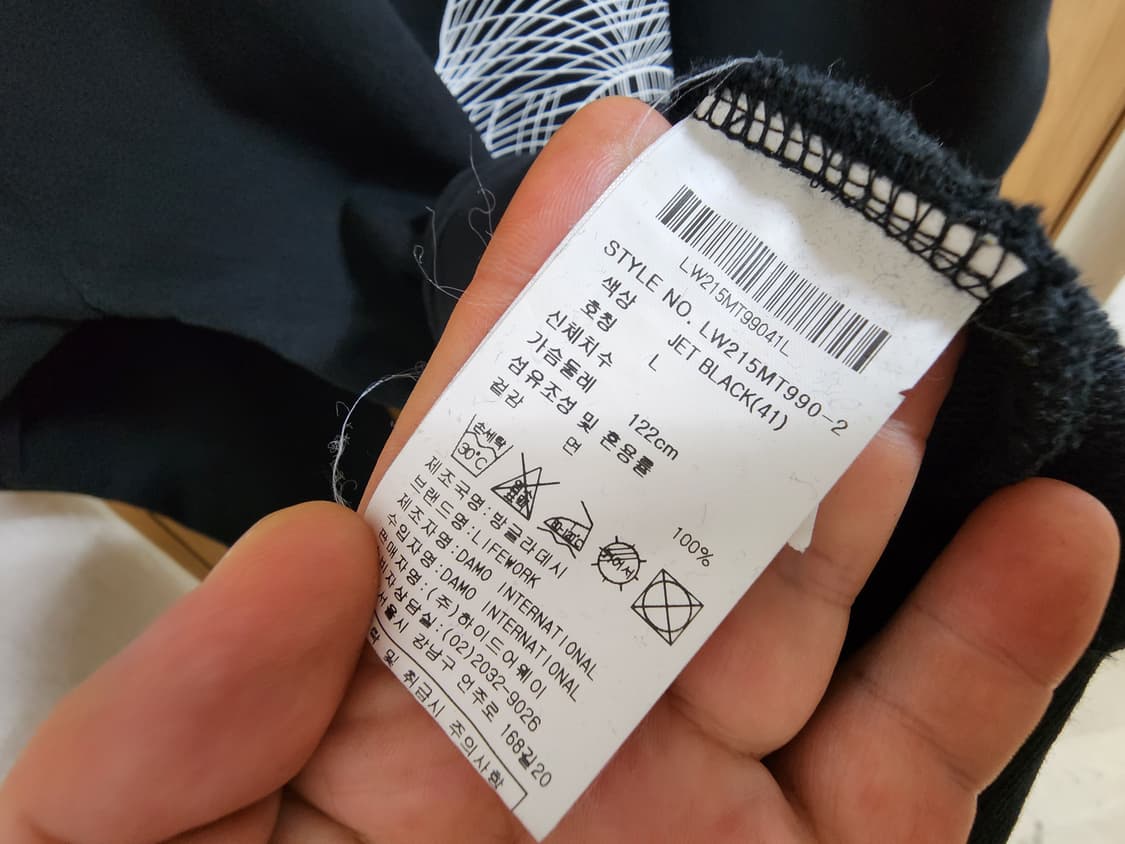 LW215MT99041L
STYLE NO. LW215MT990-2
색상 JET BLACK(41)
호칭 L
신체치수
가슴둘레 122cm
섬유조성 및 혼용률
겉감 면 100%
손세탁
30℃
제조국명:방글라데시
브랜드명:LIFEWORK
제조자명:DAMO INTERNATIONAL
수입자명:DAMO INTERNATIONAL
판매자명:(주)하이드어웨이
비자상담실:(02)2032-9026
서울시 강남구 언주로 168길20
및 취급시 주의사항